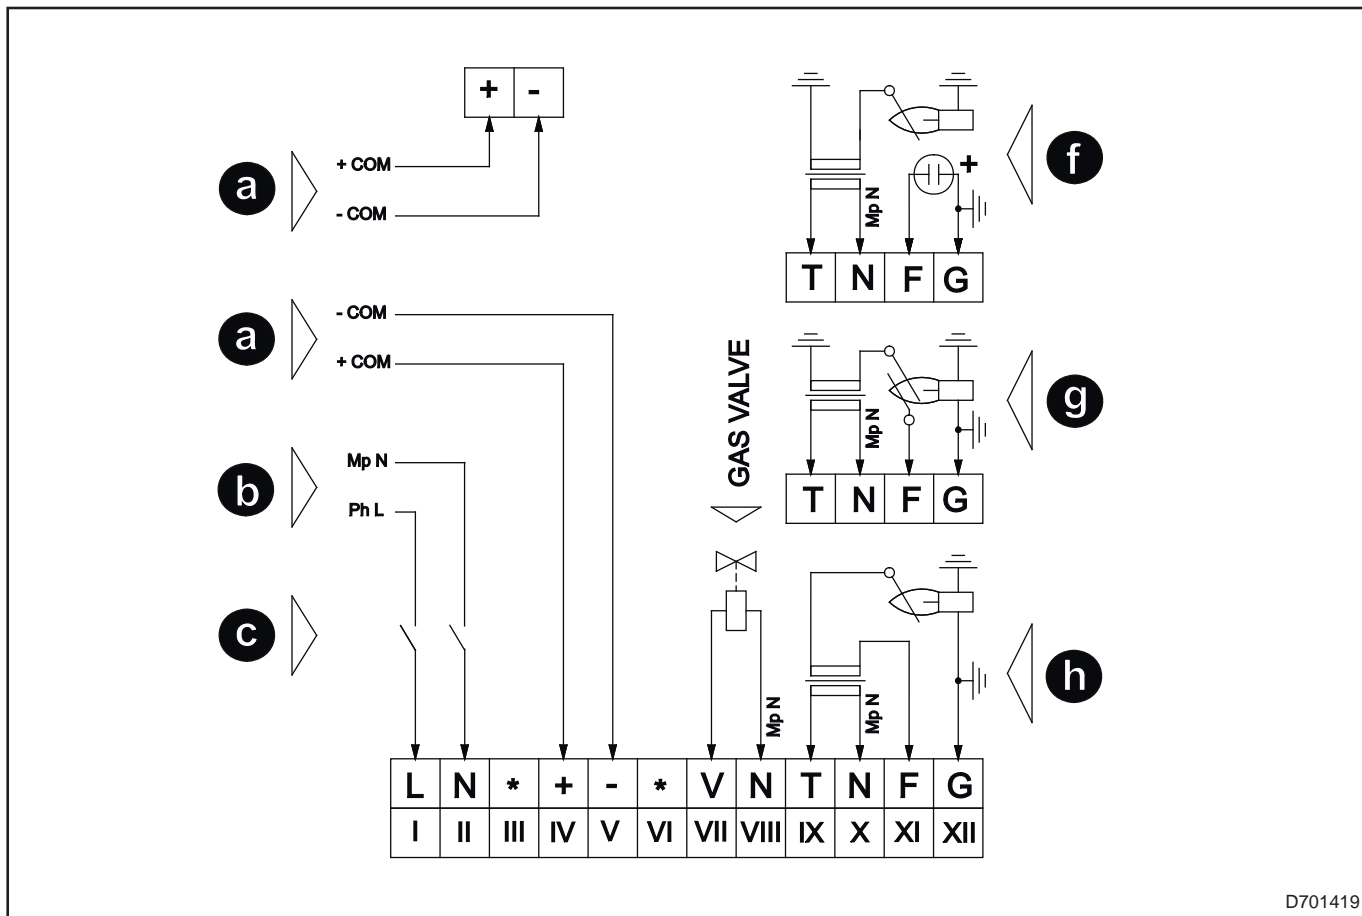 + -
a
+ COM
- COM
a
- COM
+ COM
b
Mp N
Ph L
c
GAS VALVE
Mp N
+
Mp N
T N F G
f
Mp N
T N F G
g
Mp N
h
L N * + - * V N T N F G
I II III IV V VI VII VIII IX X XI XII
D701419